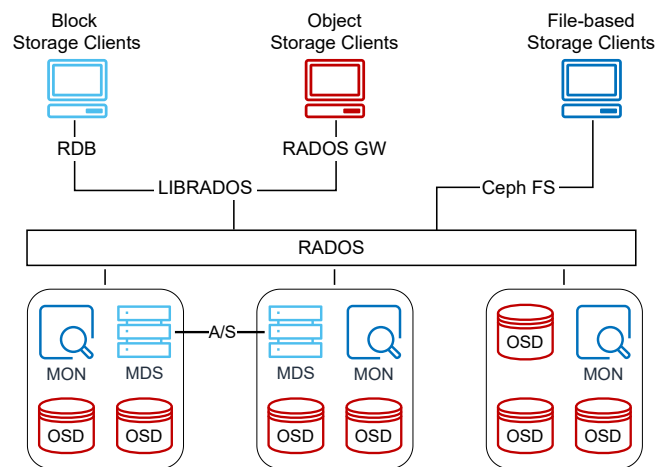 Block
Storage Clients
Object
Storage Clients
File-based
Storage Clients
RDB
RADOS GW
LIBRADOS
Ceph FS
RADOS
A/S
OSD
MON
MDS
MDS
MON
MON
OSD
OSD
OSD
OSD
OSD
OSD